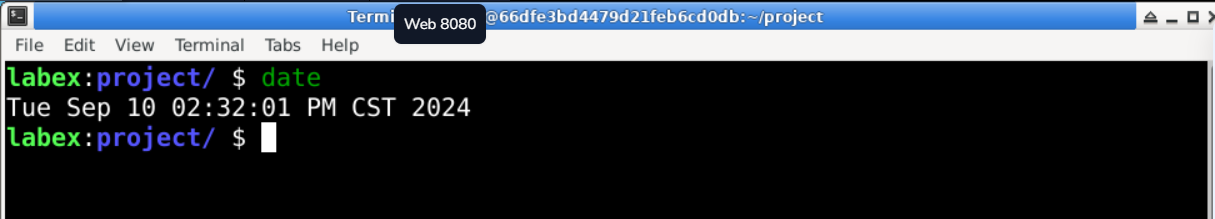 Termi @66dfe3bd4479d21feb6cd0db:~/project
Web 8080
File Edit View Terminal Tabs Help
labex:project/ $ date
Tue Sep 10 02:32:01 PM CST 2024
labex:project/ $